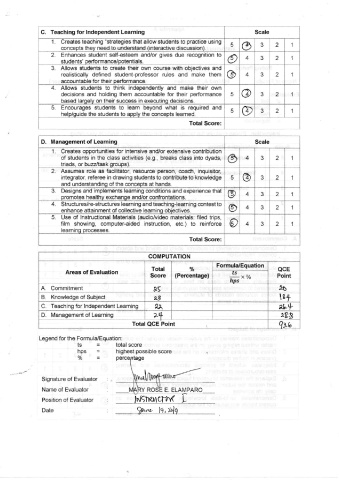 C. Teaching for Independent Learning Scale
1. Creates teaching strategies that allow students to practice using concepts they need to understand (interactive discussion). 5 4 3 2 1
2. Enhances student self-esteem and/or gives due recognition to students' performance/potentials. 5 4 3 2 1
3. Allows students to create their own course with objectives and realistically defined student-professor rules and make them accountable for their performance. 5 4 3 2 1
4. Allows students to think independently and make their own decisions and holding them accountable for their performance based largely on their success in executing decisions. 5 4 3 2 1
5. Encourages students to learn beyond what is required and help/guide the students to apply the concepts learned. 5 4 3 2 1
Total Score:
D. Management of Learning Scale
1. Creates opportunities for intensive and/or extensive contribution of students in the class activities (e.g., breaks class into dyads, triads, or buzz/task groups). 5 4 3 2 1
2. Assumes role as facilitator, resource person, coach, inquisitor, integrator, referee in drawing students to contribute to knowledge and understanding of the concepts at hands. 5 4 3 2 1
3. Designs and implements learning conditions and experience that promotes healthy exchange and/or confrontations. 5 4 3 2 1
4. Structures/re-structures learning and teaching-learning context to enhance attainment of collective learning objectives. 5 4 3 2 1
5. Use of Instructional Materials (audio/video materials: filed trips, film showing, computer-aided instruction, etc.) to reinforce learning processes. 5 4 3 2 1
Total Score:
COMPUTATION
Areas of Evaluation Total Score % (Percentage) Formula/Equation ts/hps × % QCE Point
A. Commitment 25
B. Knowledge of Subject 23 18.4
C. Teaching for Independent Learning 22 26.4
D. Management of Learning 24 28.8
Total QCE Point 93.6
Legend for the Formula/Equation:
ts = total score
hps = highest possible score
% = percentage
Signature of Evaluator :
Name of Evaluator : MARY ROSE E. ELAMPARO
Position of Evaluator : INSTRUCTOR I
Date : June 19,